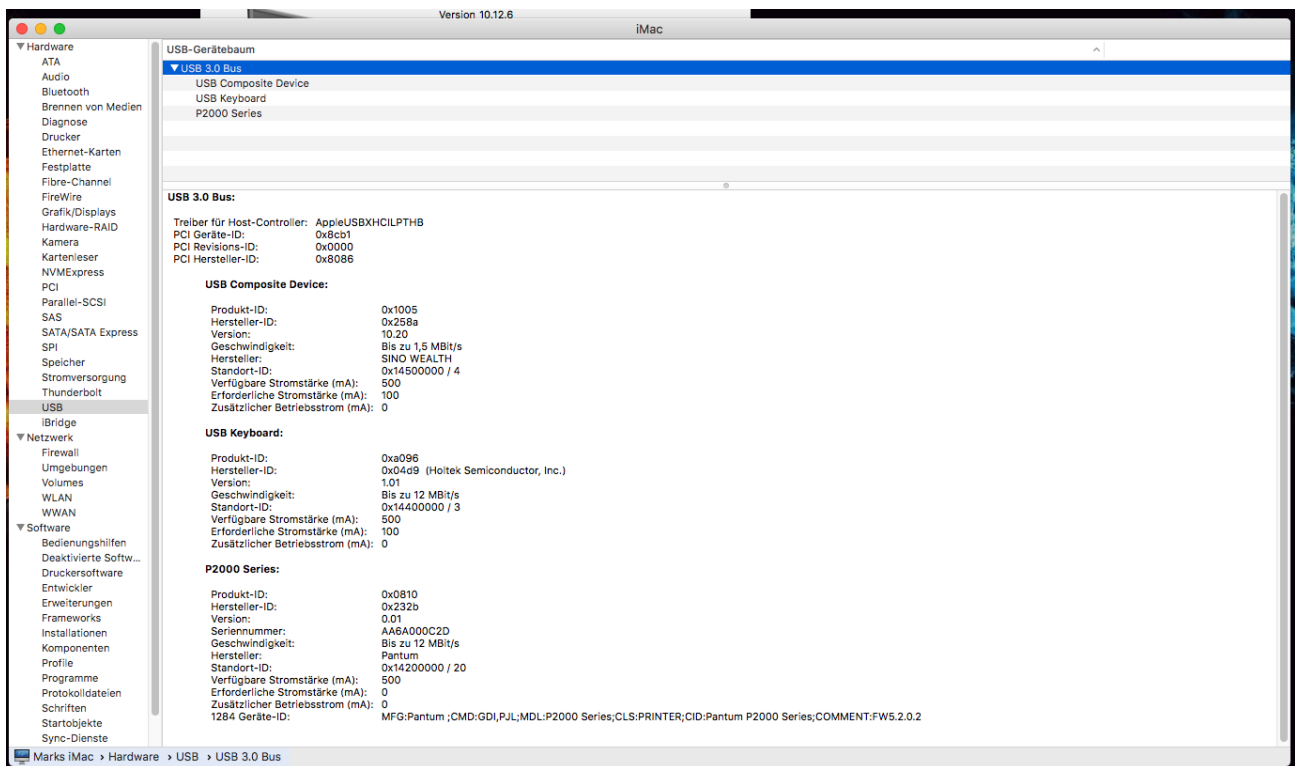 Version 10.12.6
iMac
Hardware
ATA
Audio
Bluetooth
Brennen von Medien
Diagnose
Drucker
Ethernet-Karten
Festplatte
Fibre-Channel
FireWire
Grafik/Displays
Hardware-RAID
Kamera
Kartenleser
NVMExpress
PCI
Parallel-SCSI
SAS
SATA/SATA Express
SPI
Speicher
Stromversorgung
Thunderbolt
USB
iBridge
Netzwerk
Firewall
Umgebungen
Volumes
WLAN
WWAN
Software
Bedienungshilfen
Deaktivierte Softw...
Druckersoftware
Entwickler
Erweiterungen
Frameworks
Installationen
Komponenten
Profile
Programme
Protokolldateien
Schriften
Startobjekte
Sync-Dienste
USB-Gerätebaum
USB 3.0 Bus
USB Composite Device
USB Keyboard
P2000 Series
USB 3.0 Bus:
Treiber für Host-Controller: AppleUSBXHCILPTHB
PCI Geräte-ID: 0x8cb1
PCI Revisions-ID: 0x0000
PCI Hersteller-ID: 0x8086
USB Composite Device:
Produkt-ID: 0x1005
Hersteller-ID: 0x258a
Version: 10.20
Geschwindigkeit: Bis zu 1,5 MBit/s
Hersteller: SINO WEALTH
Standort-ID: 0x14500000 / 4
Verfügbare Stromstärke (mA): 500
Erforderliche Stromstärke (mA): 100
Zusätzlicher Betriebsstrom (mA): 0
USB Keyboard:
Produkt-ID: 0xa096
Hersteller-ID: 0x04d9 (Holtek Semiconductor, Inc.)
Version: 1.01
Geschwindigkeit: Bis zu 12 MBit/s
Standort-ID: 0x14400000 / 3
Verfügbare Stromstärke (mA): 500
Erforderliche Stromstärke (mA): 100
Zusätzlicher Betriebsstrom (mA): 0
P2000 Series:
Produkt-ID: 0x0810
Hersteller-ID: 0x232b
Version: 0.01
Seriennummer: AA6A000C2D
Geschwindigkeit: Bis zu 12 MBit/s
Hersteller: Pantum
Standort-ID: 0x14200000 / 20
Verfügbare Stromstärke (mA): 500
Erforderliche Stromstärke (mA): 0
Zusätzlicher Betriebsstrom (mA): 0
1284 Geräte-ID: MFG:Pantum ;CMD:GDI,PJL;MDL:P2000 Series;CLS:PRINTER;CID:Pantum P2000 Series;COMMENT:FW5.2.0.2
Marks iMac › Hardware › USB › USB 3.0 Bus